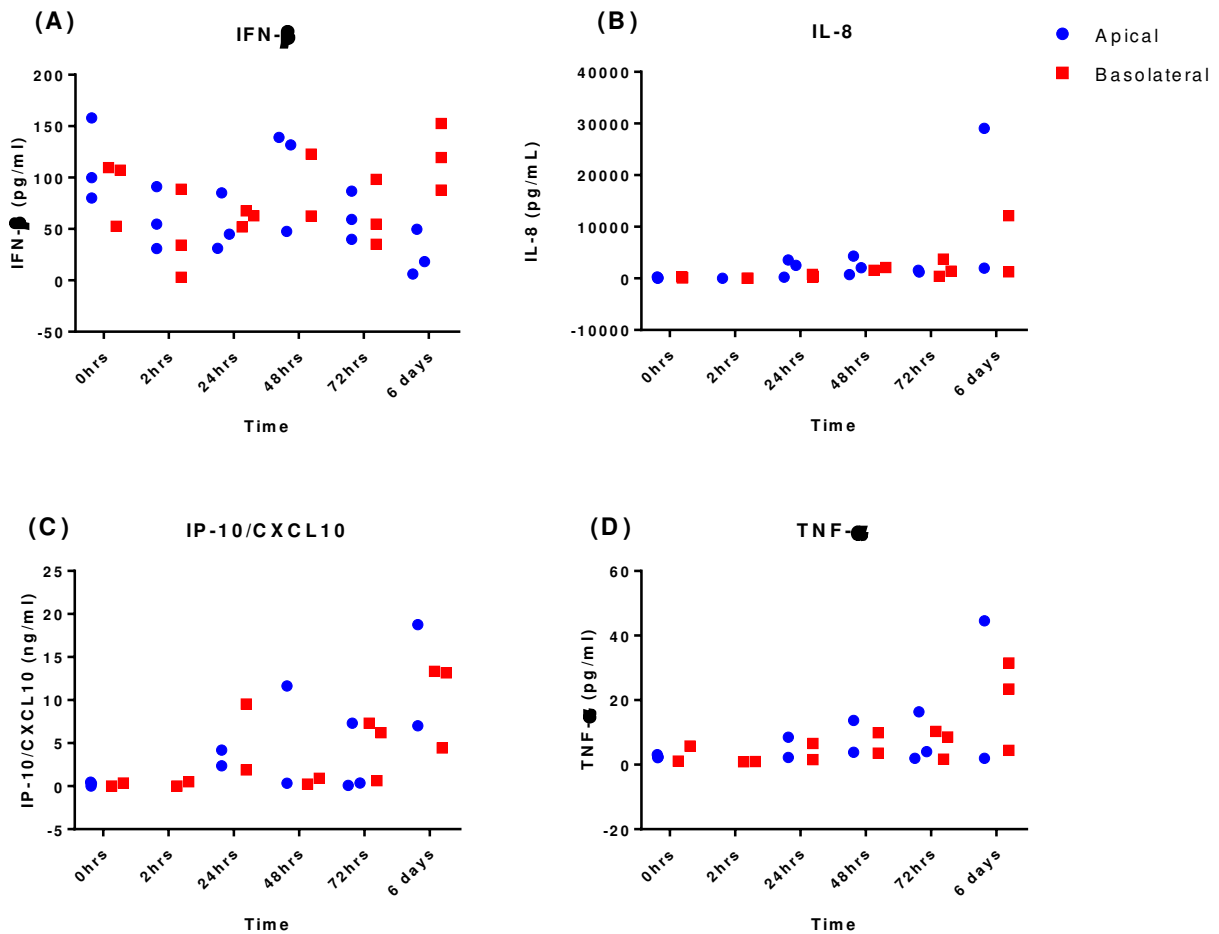 (A)
IFN-β
IFN-β (pg/ml)
200
150
100
50
0
-50
0hrs
2hrs
24hrs
48hrs
72hrs
6 days
Time
(B)
IL-8
IL-8 (pg/mL)
40000
30000
20000
10000
0
-10000
0hrs
2hrs
24hrs
48hrs
72hrs
6 days
Time
Apical
Basolateral
(C)
IP-10/CXCL10
IP-10/CXCL10 (ng/ml)
25
20
15
10
5
0
-5
0hrs
2hrs
24hrs
48hrs
72hrs
6 days
Time
(D)
TNF-α
TNF-α (pg/ml)
60
40
20
0
-20
0hrs
2hrs
24hrs
48hrs
72hrs
6 days
Time